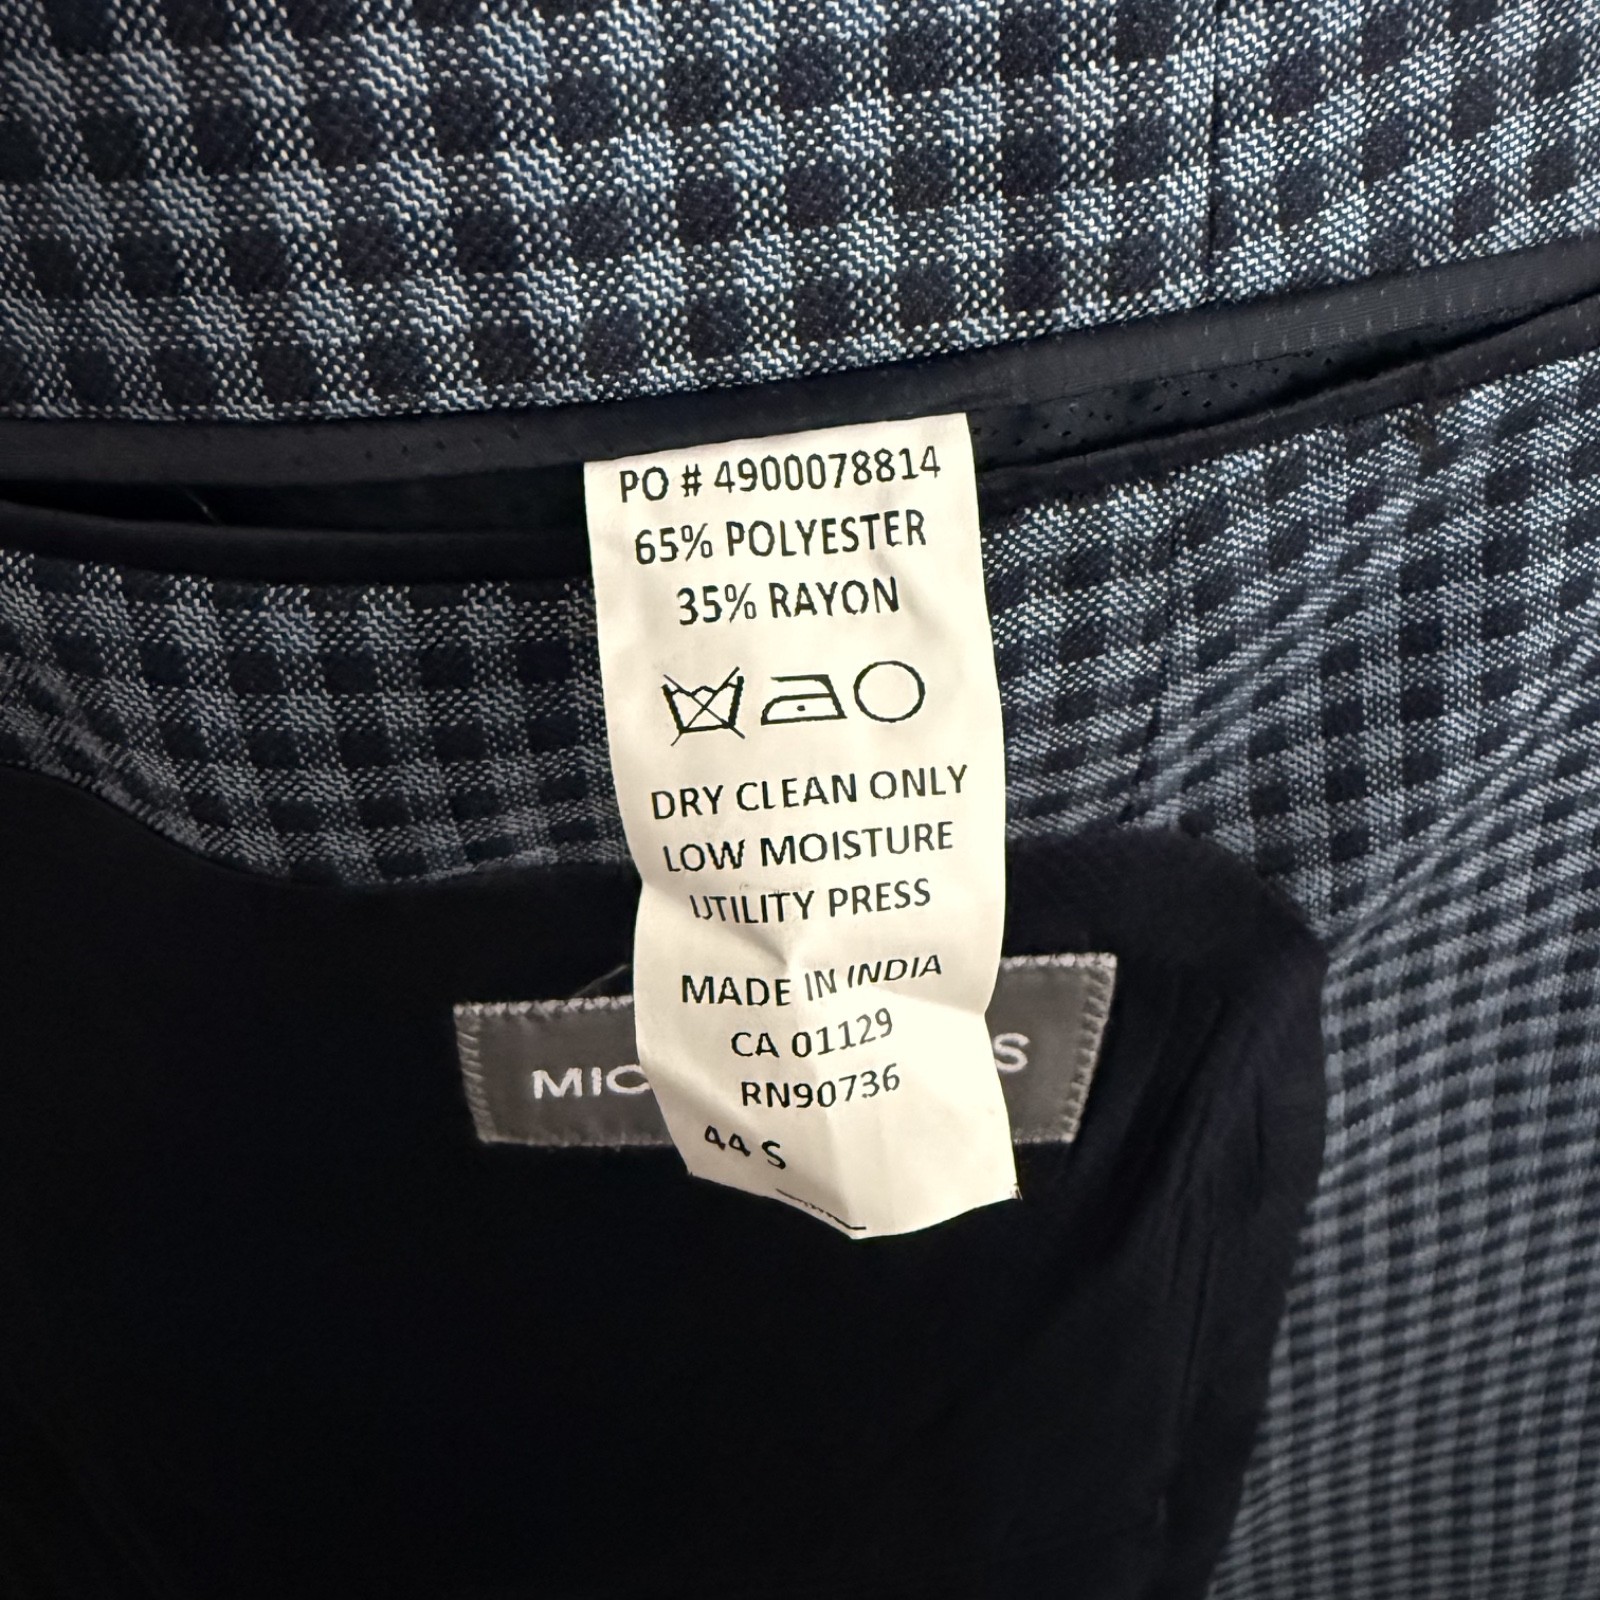 PO # 4900078814
65% POLYESTER
35% RAYON
DRY CLEAN ONLY
LOW MOISTURE
UTILITY PRESS
MADE IN INDIA
CA 01129
RN90736
44 S